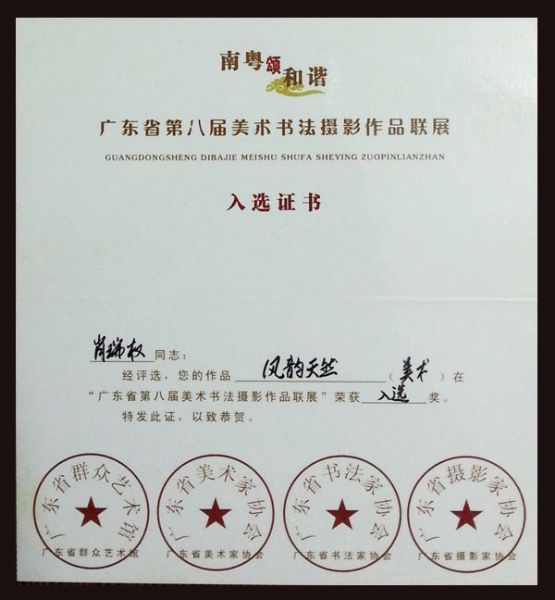 南粤颂和谐
广东省第八届美术书法摄影作品联展
GUANGDONGSHENG DIBAJIE MEISHU SHUFA SHEYING ZUOPINLIANZHAN
入选证书
肖瑞权同志：
经评选，您的作品 风韵天然（美术）在
“广东省第八届美术书法摄影作品联展”荣获 入选 奖。
特发此证，以致恭贺。
广东省群众艺术馆
广东省美术家协会
广东省书法家协会
广东省摄影家协会
广东省群众艺术馆
广东省美术家协会
广东省书法家协会
广东省摄影家协会